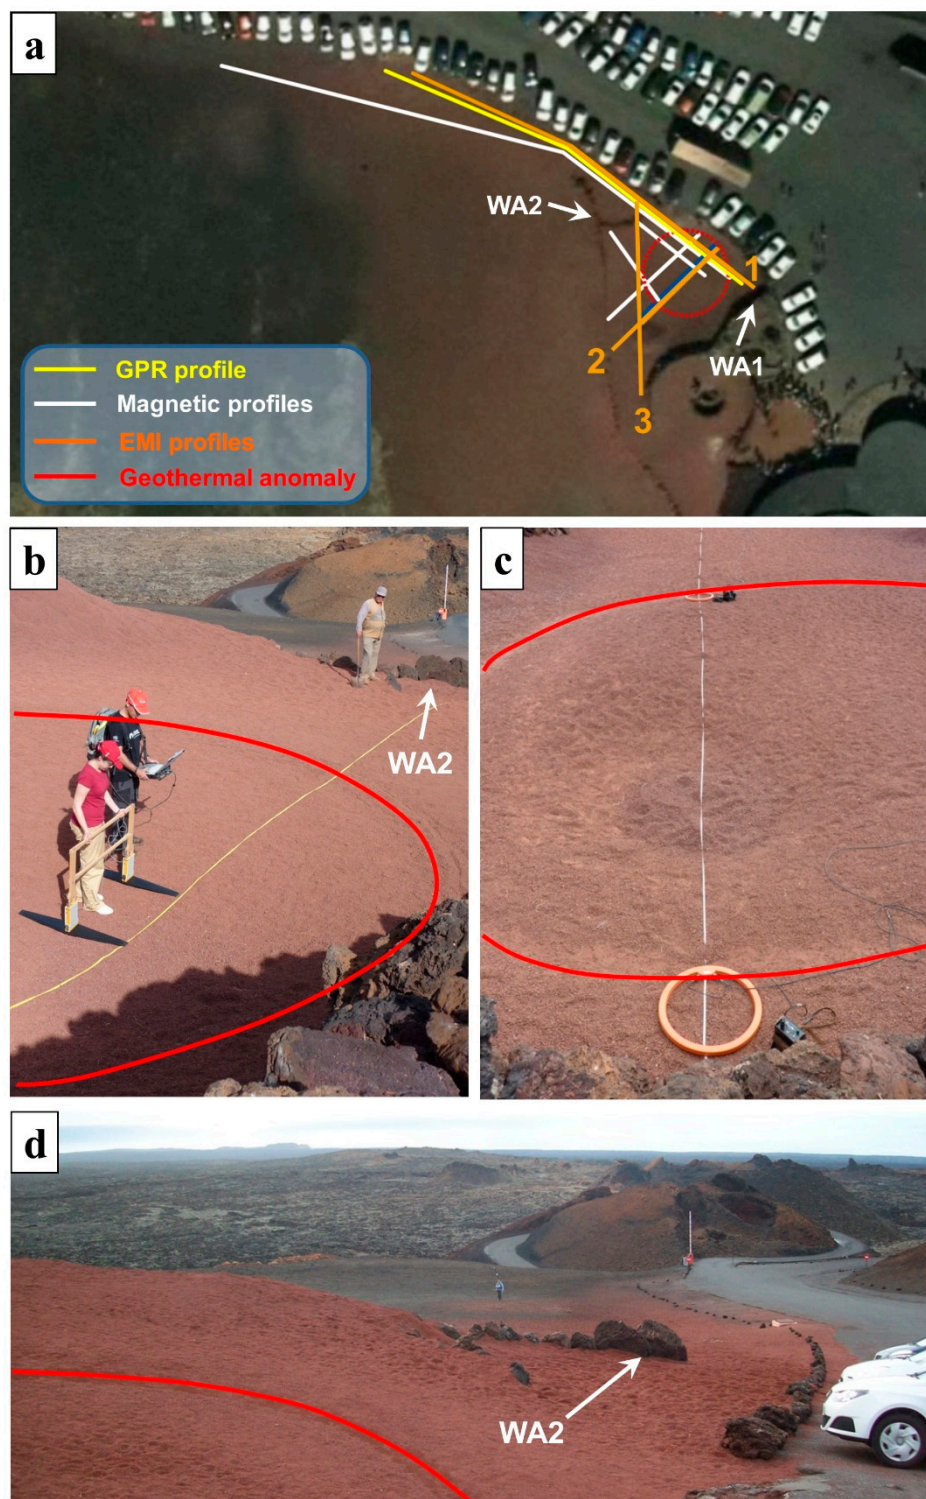 a
WA2
1
WA1
2
3
GPR profile
Magnetic profiles
EMI profiles
Geothermal anomaly
b
WA2
c
d
WA2